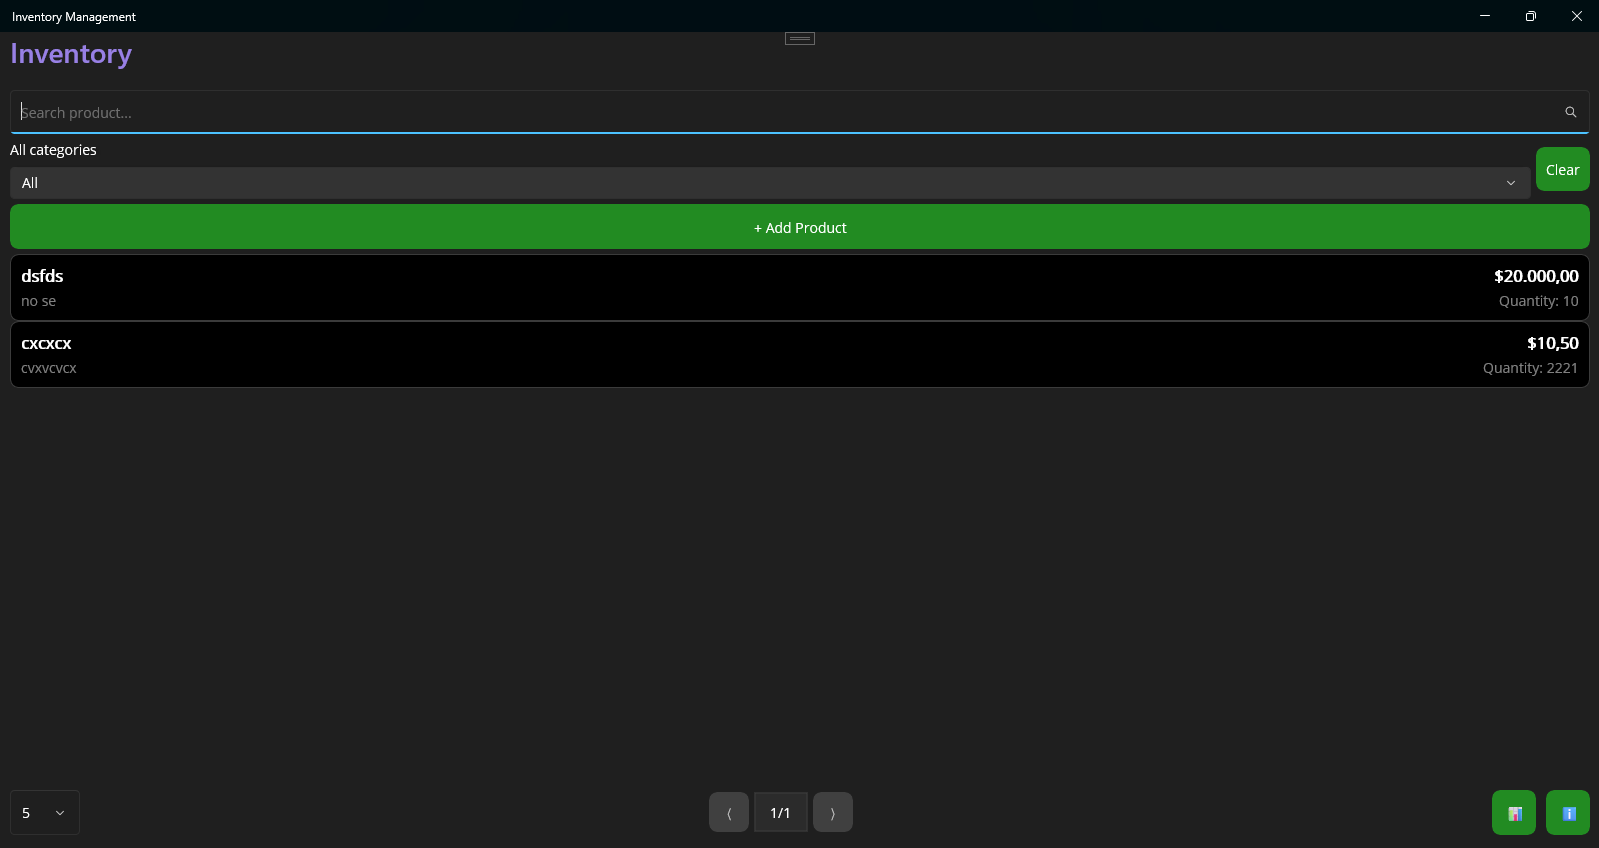 Inventory Management
Inventory
Search product...
All categories
All
Clear
+ Add Product
dsfds
$20.000,00
no se
Quantity: 10
cxcxcx
$10,50
cvxvcvcx
Quantity: 2221
5
⟨
1/1
⟩